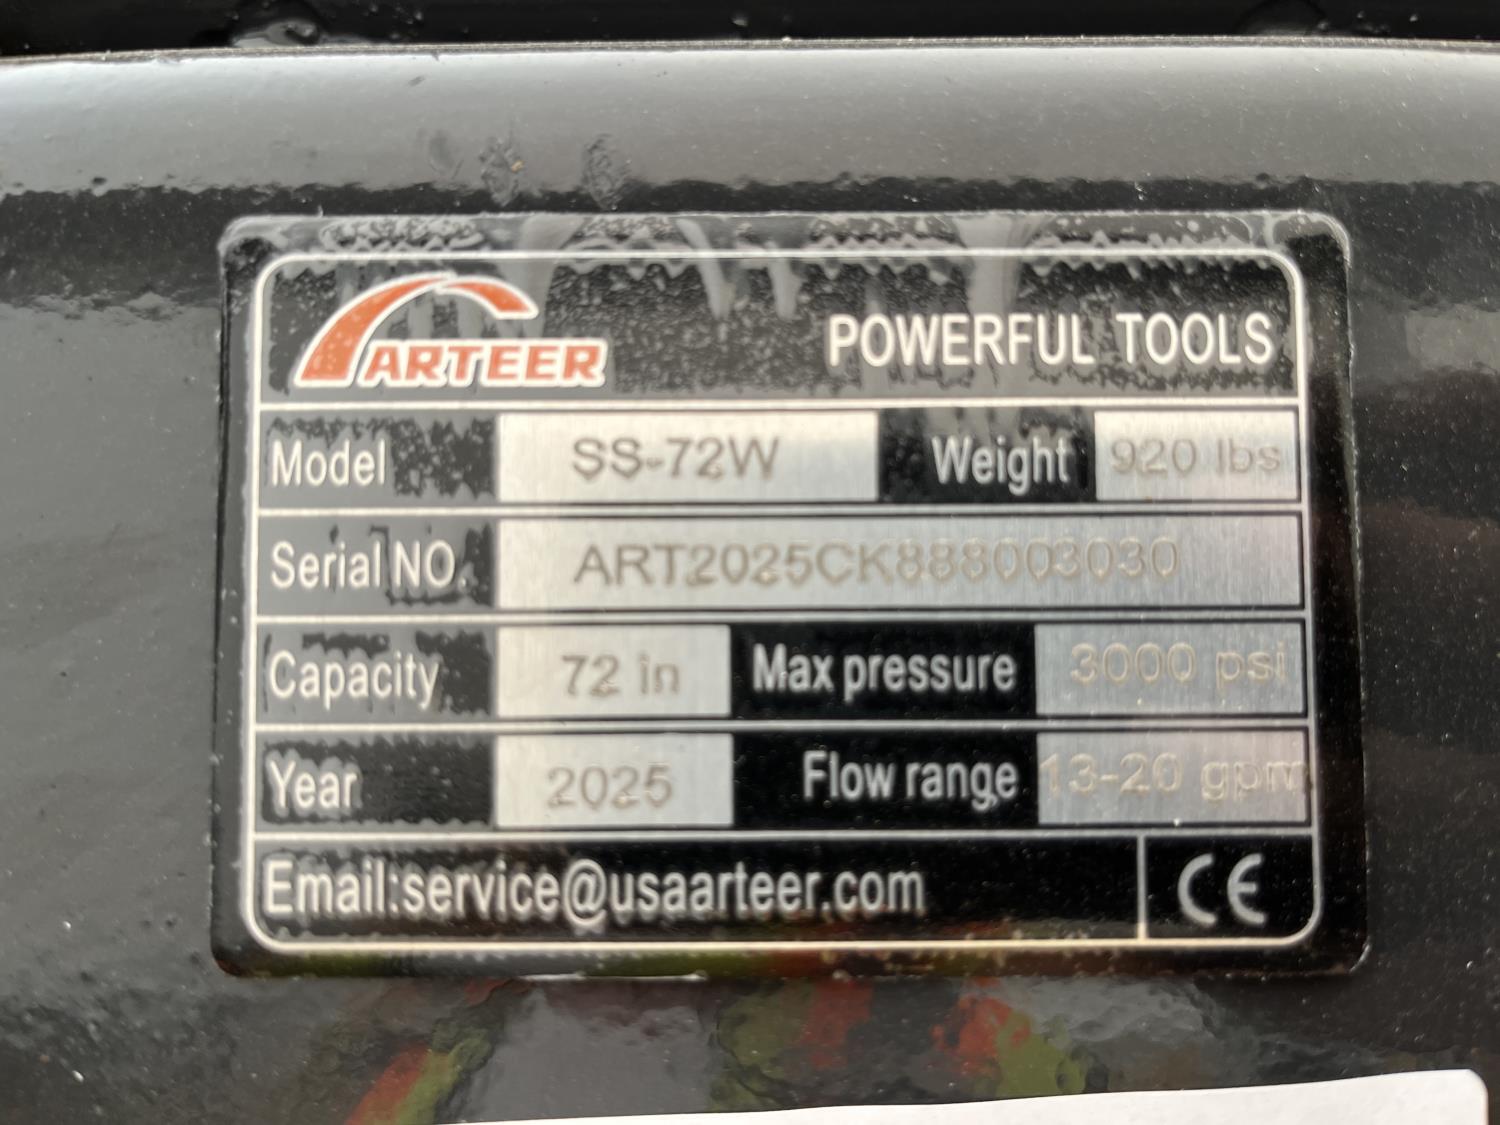 ARTEER
POWERFUL TOOLS
Model SS-72W Weight 920 lbs
Serial NO. ART2025CK888003030
Capacity 72 in Max pressure 3000 psi
Year 2025 Flow range 13-20 gpm
Email:service@usaarteer.com CE